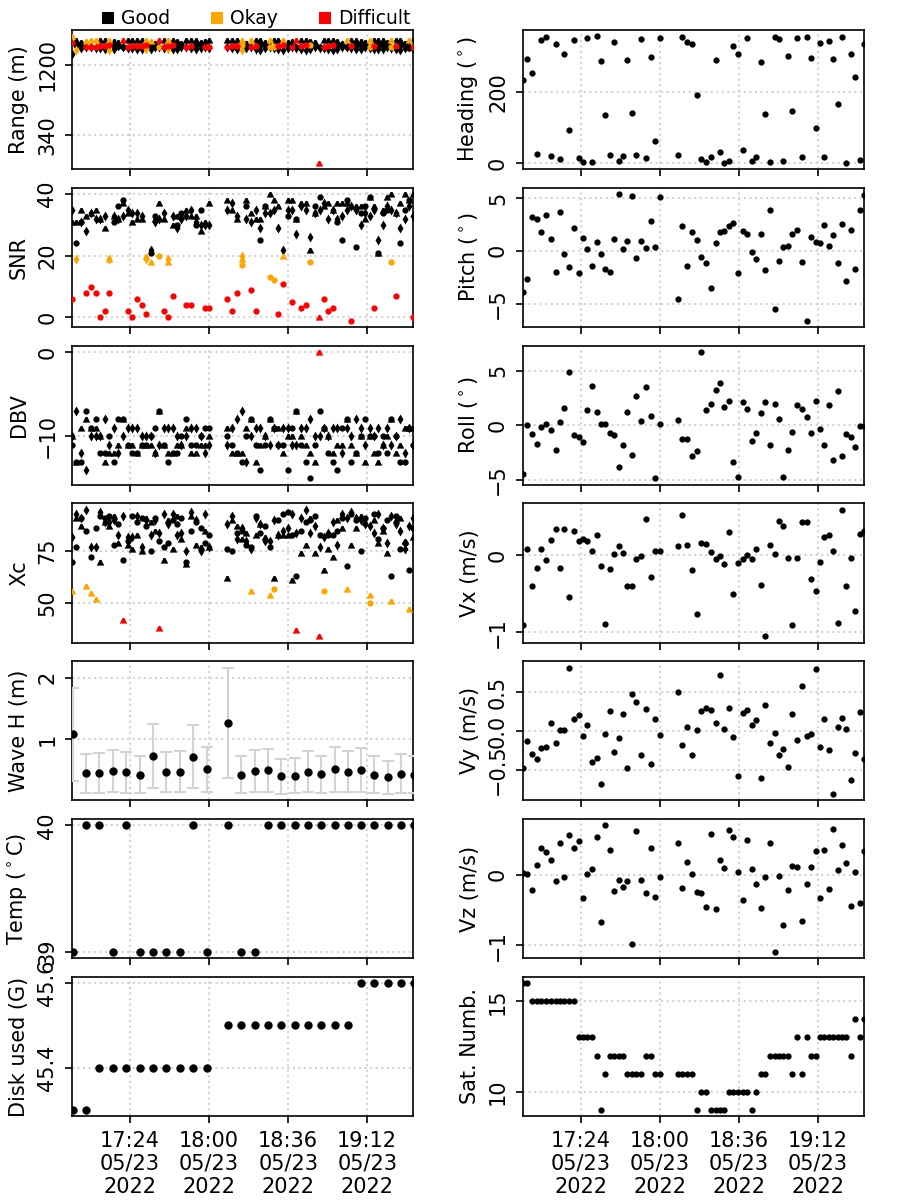 Good Okay Difficult
Range (m)
1200
340
Heading (°)
200
0
SNR
40
20
0
Pitch (°)
5
0
−5
DBV
0
−10
Roll (°)
5
0
−5
Xc
75
50
Vx (m/s)
0
−1
Wave H (m)
2
1
Vy (m/s)
0.5
0.0
−0.5
Temp (°C)
40
39
Vz (m/s)
0
−1
Disk used (G)
45.6
45.4
Sat. Numb.
15
10
17:24 18:00 18:36 19:12
05/23 05/23 05/23 05/23
2022 2022 2022 2022
17:24 18:00 18:36 19:12
05/23 05/23 05/23 05/23
2022 2022 2022 2022